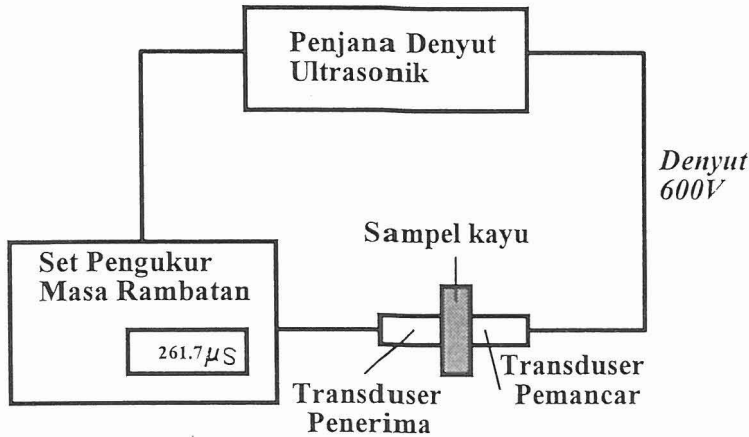 Penjana Denyut
Ultrasonik
Denyut
600V
Sampel kayu
Set Pengukur
Masa Rambatan
261.7μS
Transduser
Penerima
Transduser
Pemancar